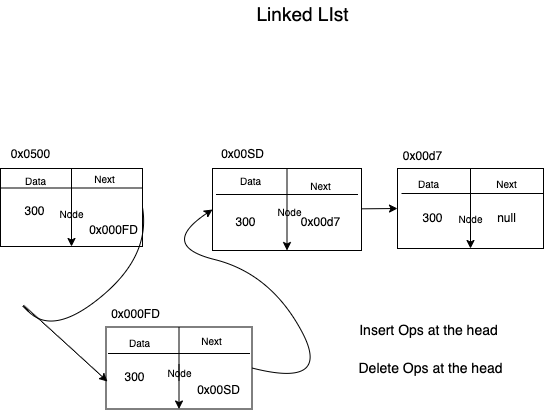 Linked LIst
0x0500
0x00SD
0x00d7
Data Next
300 Node 0x000FD
Data Next
300 Node 0x00d7
Data Next
300 Node null
0x000FD
Data Next
300 Node 0x00SD
Insert Ops at the head
Delete Ops at the head